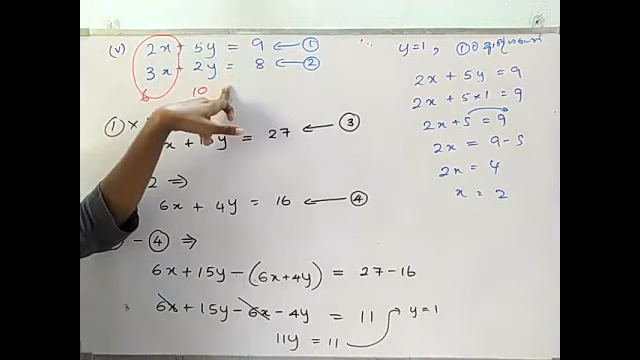 (v) 2x + 5y = 9 ← ①
3x + 2y = 8 ← ②
6 10
① ×
x + y = 27 ← ③
2 ⇒
6x + 4y = 16 ← ④
- ④ ⇒
6x + 15y - (6x+4y) = 27 - 16
6x + 15y - 6x - 4y = 11
11y = 11
y = 1
∴ y=1, ①
2x + 5y = 9
2x + 5×1 = 9
2x + 5 = 9
2x = 9 - 5
2x = 4
x = 2